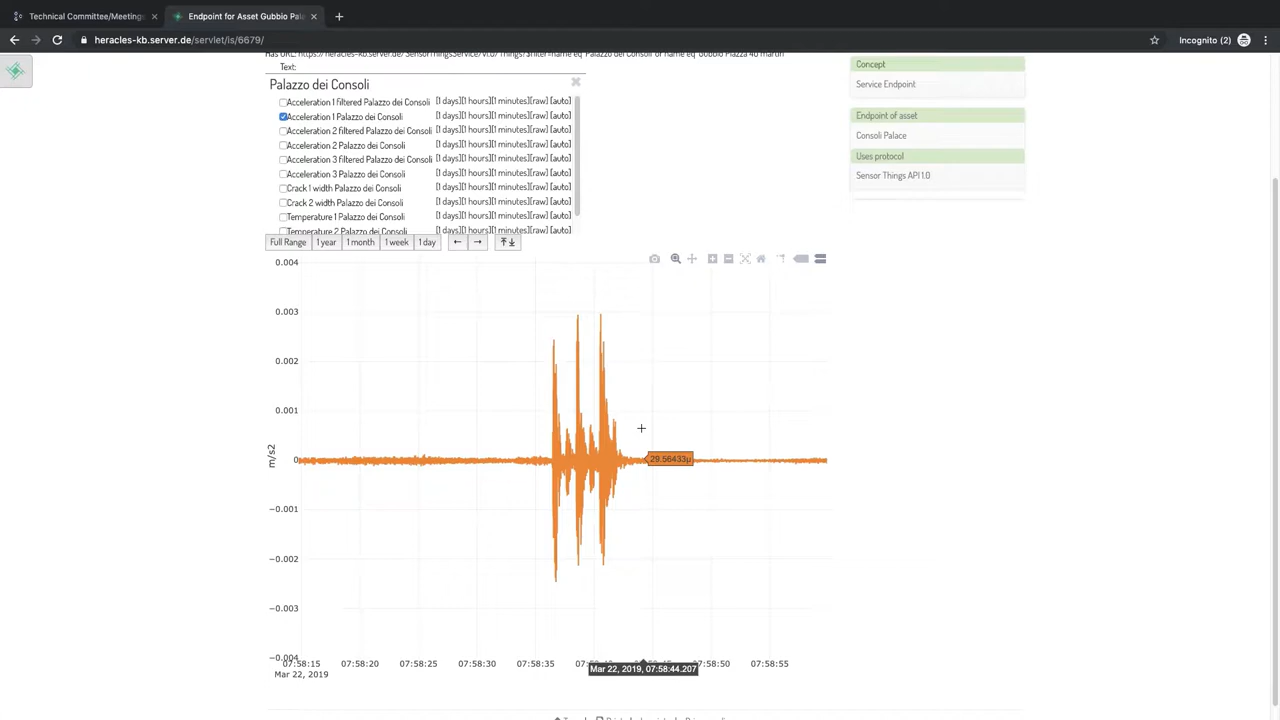 Technical Committee/Meetings
Endpoint for Asset Gubbio Pal
heracles-kb.server.de/servlet/is/6679/
Incognito (2)
Text:
Palazzo dei Consoli
Acceleration 1 filtered Palazzo dei Consoli [1 days][1 hours][1 minutes][raw] [auto]
Acceleration 1 Palazzo dei Consoli [1 days][1 hours][1 minutes][raw] [auto]
Acceleration 2 filtered Palazzo dei Consoli [1 days][1 hours][1 minutes][raw] [auto]
Acceleration 2 Palazzo dei Consoli [1 days][1 hours][1 minutes][raw] [auto]
Acceleration 3 filtered Palazzo dei Consoli [1 days][1 hours][1 minutes][raw] [auto]
Acceleration 3 Palazzo dei Consoli [1 days][1 hours][1 minutes][raw] [auto]
Crack 1 width Palazzo dei Consoli [1 days][1 hours][1 minutes][raw] [auto]
Crack 2 width Palazzo dei Consoli [1 days][1 hours][1 minutes][raw] [auto]
Temperature 1 Palazzo dei Consoli [1 days][1 hours][1 minutes][raw] [auto]
Temperature 2 Palazzo dei Consoli [1 days][1 hours][1 minutes][raw] [auto]
Full Range 1 year 1 month 1 week 1 day ← →
Concept
Service Endpoint
Endpoint of asset
Consoli Palace
Uses protocol
Sensor Things API 1.0
0.004
0.003
0.002
0.001
0
−0.001
−0.002
−0.003
−0.004
m/s2
29.56433μ
07:58:15 07:58:20 07:58:25 07:58:30 07:58:35 07:58:50 07:58:55
Mar 22, 2019
Mar 22, 2019, 07:58:44.207